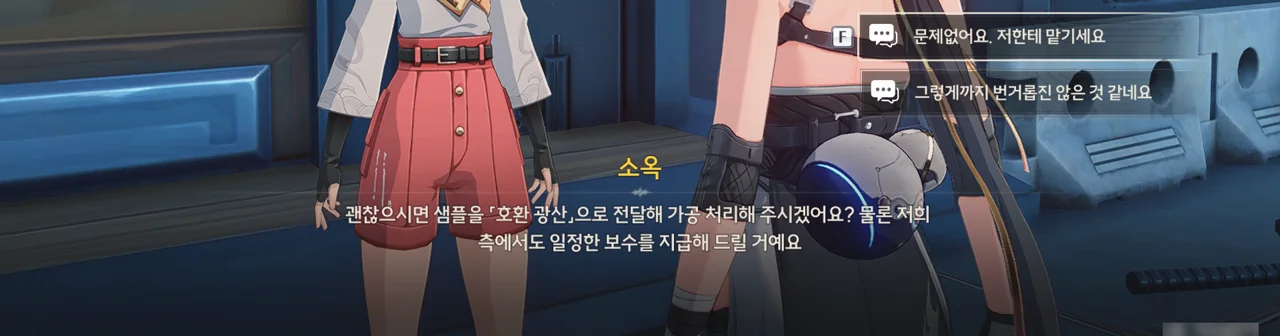 F
문제없어요. 저한테 맡기세요
그렇게까지 번거롭진 않은 것 같네요
소옥
괜찮으시면 샘플을 「호환 광산」으로 전달해 가공 처리해 주시겠어요? 물론 저희
측에서도 일정한 보수를 지급해 드릴 거예요